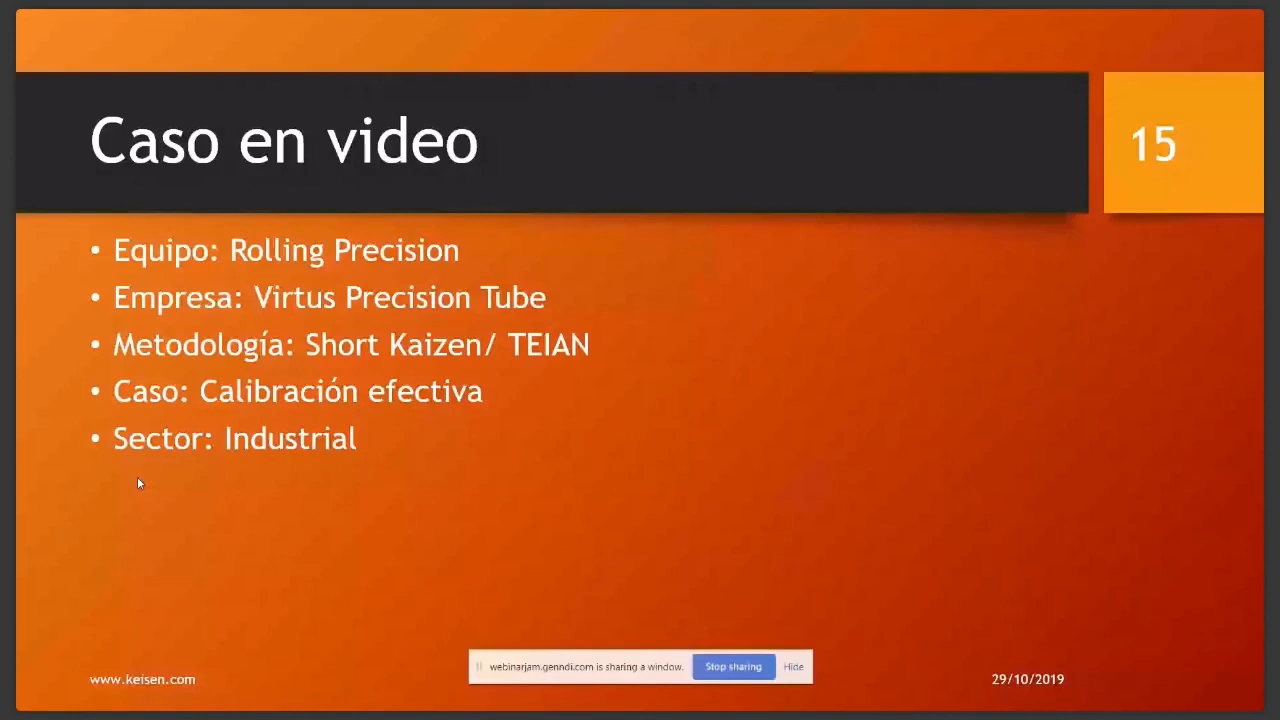 Caso en video
15
• Equipo: Rolling Precision
• Empresa: Virtus Precision Tube
• Metodología: Short Kaizen/ TEIAN
• Caso: Calibración efectiva
• Sector: Industrial
webinarjam.genndi.com is sharing a window. Stop sharing Hide
www.keisen.com 29/10/2019